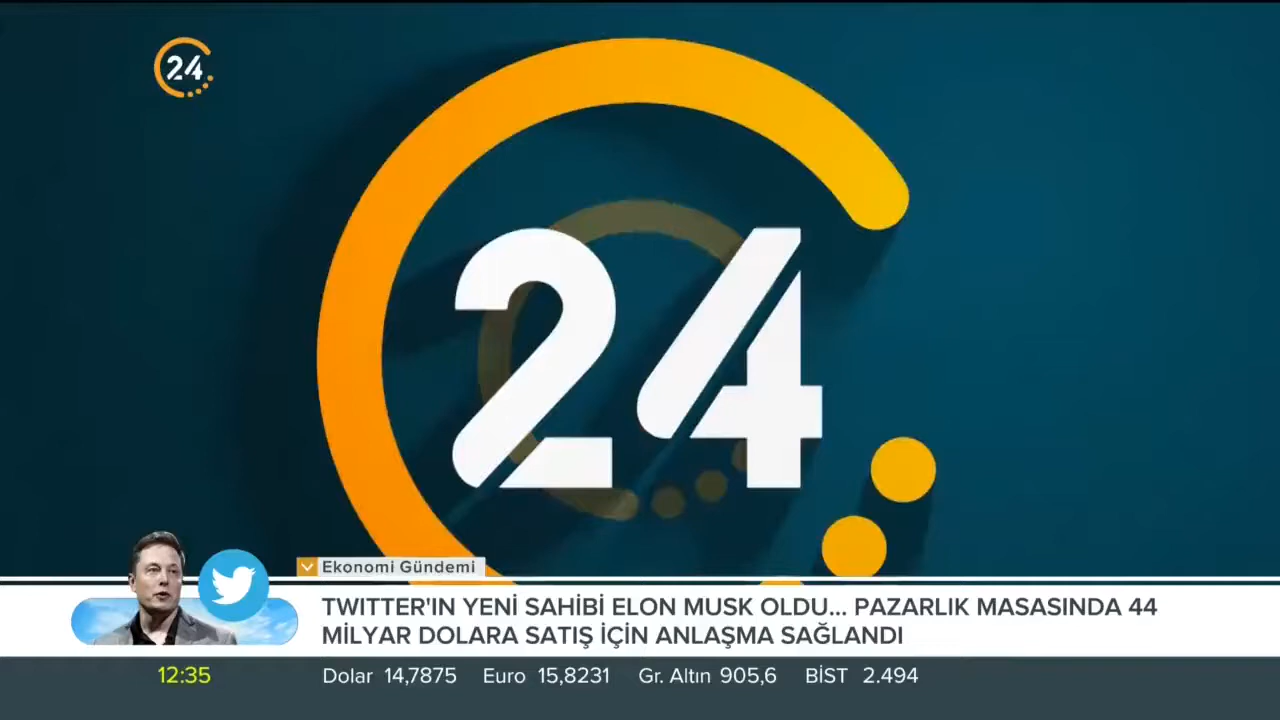 24
24
Ekonomi Gündemi
TWITTER'IN YENİ SAHİBİ ELON MUSK OLDU... PAZARLIK MASASINDA 44
MİLYAR DOLARA SATIŞ İÇİN ANLAŞMA SAĞLANDI
12:35 Dolar 14,7875 Euro 15,8231 Gr. Altın 905,6 BİST 2.494